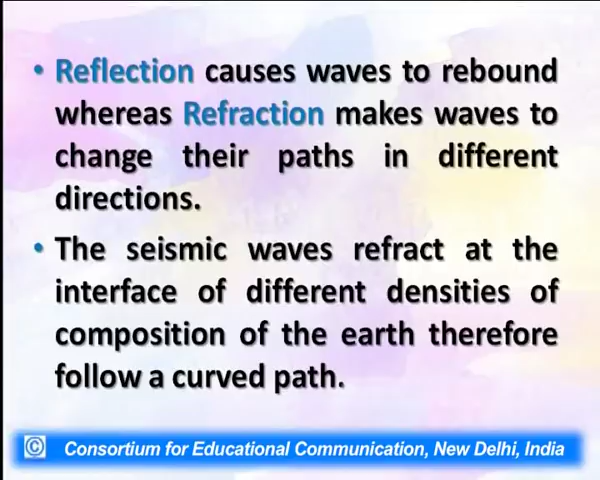 • Reflection causes waves to rebound
whereas Refraction makes waves to
change their paths in different
directions.
• The seismic waves refract at the
interface of different densities of
composition of the earth therefore
follow a curved path.
© Consortium for Educational Communication, New Delhi, India